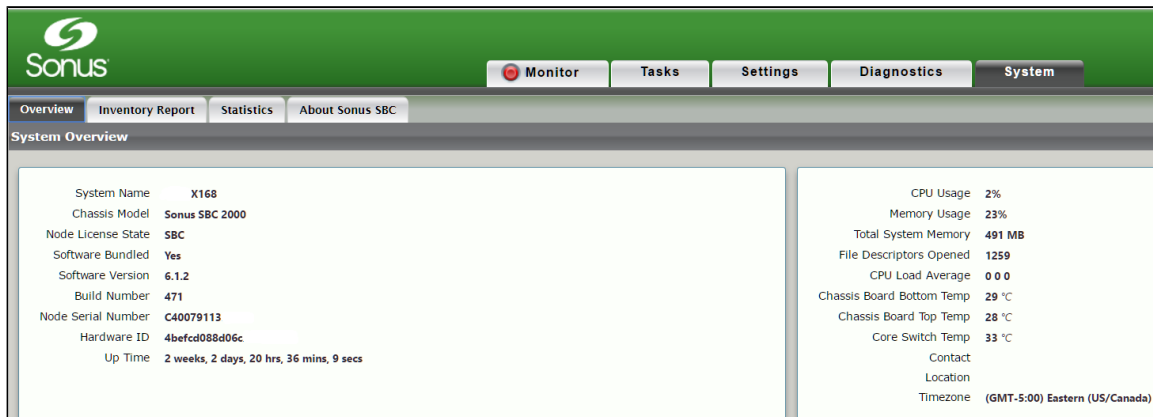 Sonus
Monitor Tasks Settings Diagnostics System
Overview Inventory Report Statistics About Sonus SBC
System Overview
System Name X168
Chassis Model Sonus SBC 2000
Node License State SBC
Software Bundled Yes
Software Version 6.1.2
Build Number 471
Node Serial Number C40079113
Hardware ID 4befcd088d06c
Up Time 2 weeks, 2 days, 20 hrs, 36 mins, 9 secs
CPU Usage 2%
Memory Usage 23%
Total System Memory 491 MB
File Descriptors Opened 1259
CPU Load Average 0 0 0
Chassis Board Bottom Temp 29 °C
Chassis Board Top Temp 28 °C
Core Switch Temp 33 °C
Contact
Location
Timezone (GMT-5:00) Eastern (US/Canada)